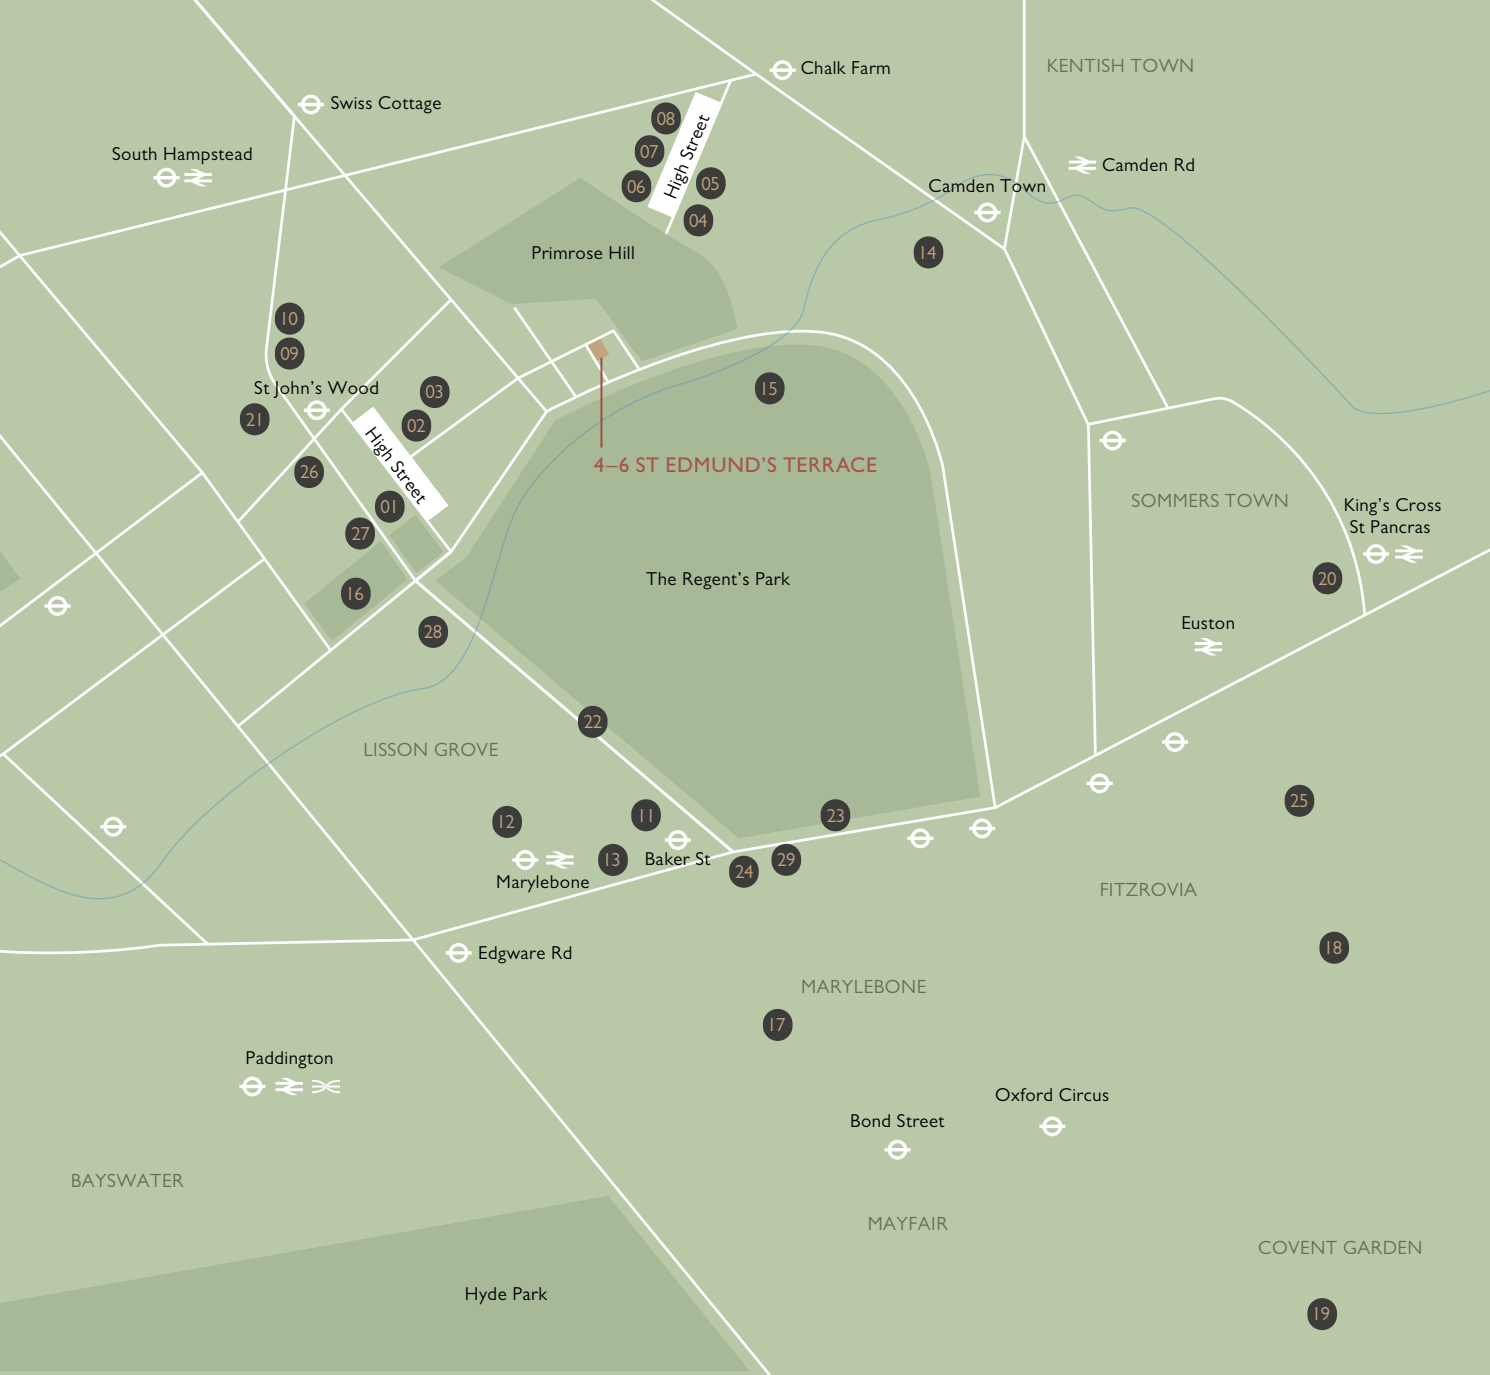 Chalk Farm
KENTISH TOWN
Swiss Cottage
08
High Street
07
South Hampstead
Camden Rd
06
05
Camden Town
04
Primrose Hill
14
10
09
St John's Wood
03
15
21
02
High Street
4–6 ST EDMUND'S TERRACE
26
SOMMERS TOWN
King's Cross
St Pancras
01
27
The Regent's Park
20
16
28
Euston
22
LISSON GROVE
12
11
23
25
13
Baker St
24
29
Marylebone
FITZROVIA
Edgware Rd
18
MARYLEBONE
17
Paddington
Oxford Circus
Bond Street
BAYSWATER
MAYFAIR
COVENT GARDEN
Hyde Park
19